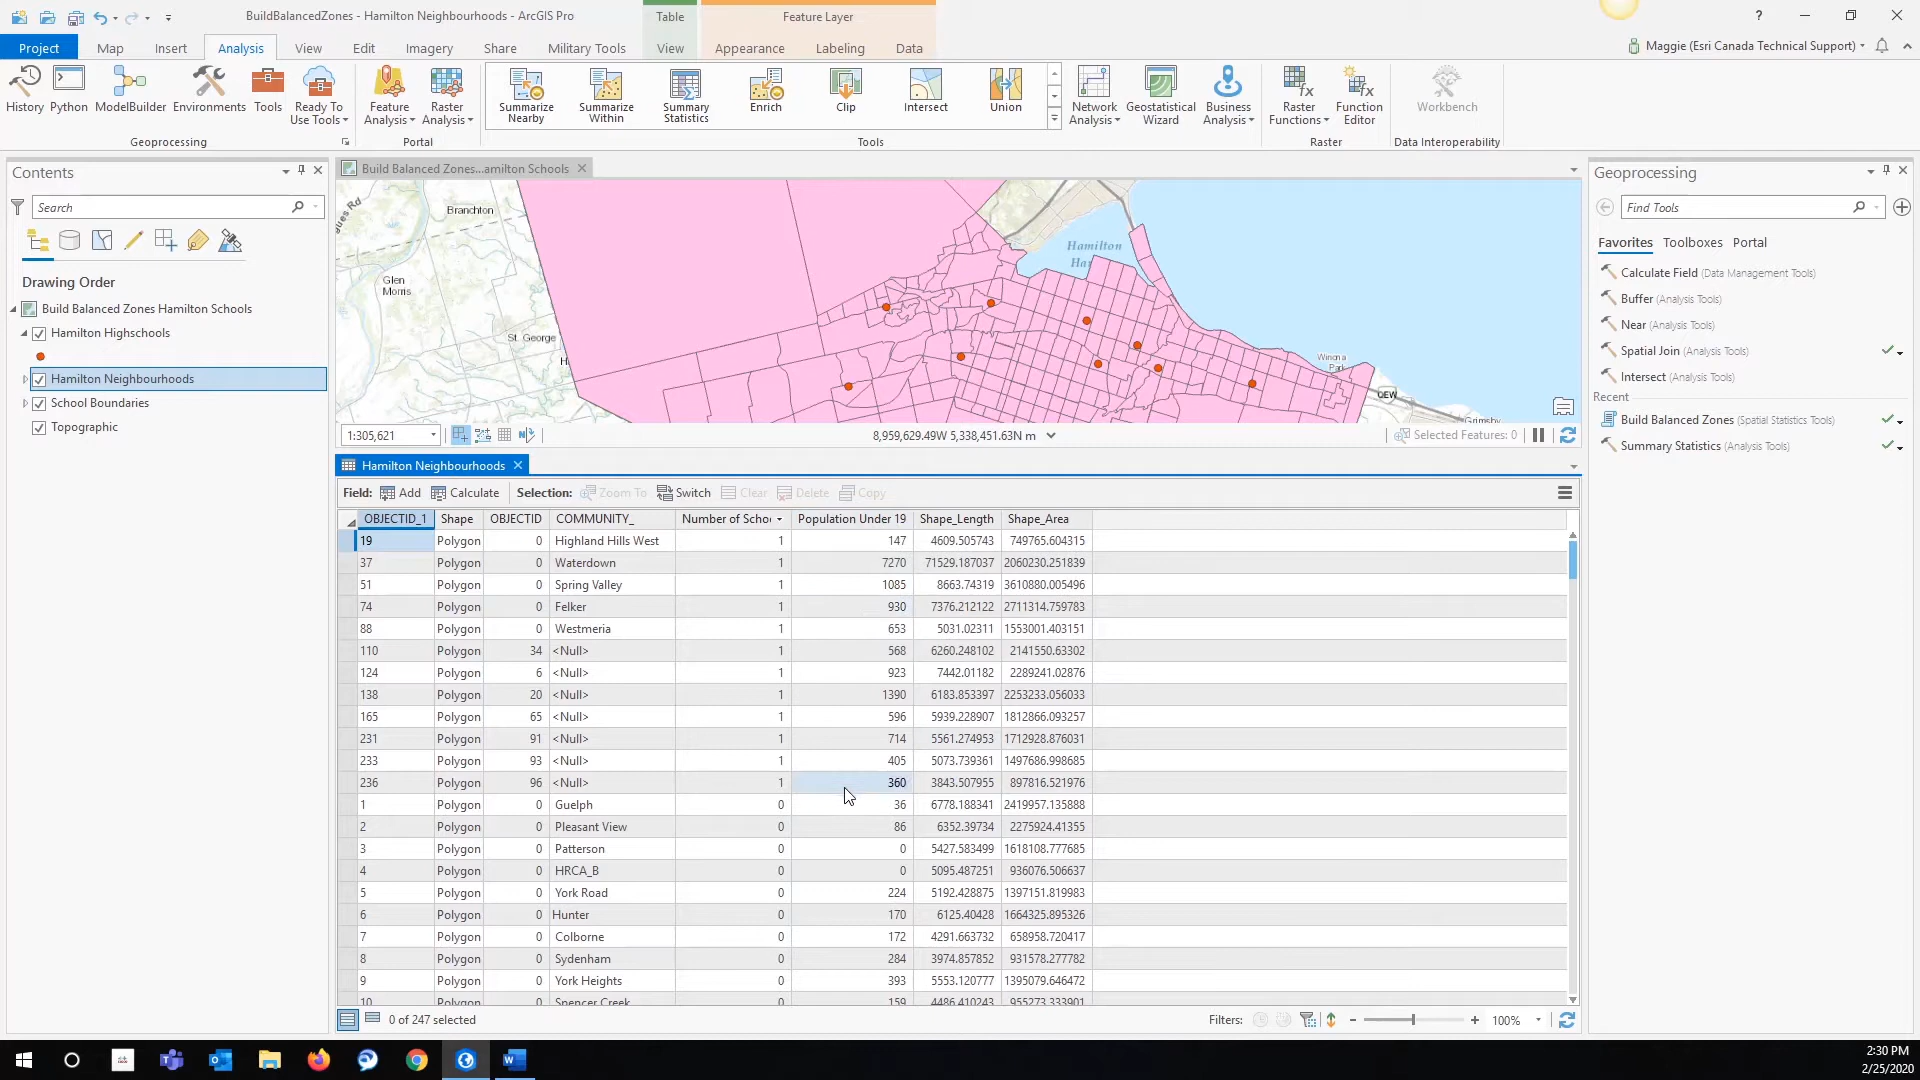 BuildBalancedZones - Hamilton Neighbourhoods - ArcGIS Pro
Table
Feature Layer
?
Project
Map
Insert
Analysis
View
Edit
Imagery
Share
Military Tools
View
Appearance
Labeling
Data
Maggie (Esri Canada Technical Support)
History
Python
ModelBuilder
Environments
Tools
Ready To Use Tools
Feature Analysis
Raster Analysis
Summarize Nearby
Summarize Within
Summary Statistics
Enrich
Clip
Intersect
Union
Network Analysis
Geostatistical Wizard
Business Analysis
Raster Functions
Function Editor
Workbench
Geoprocessing
Portal
Tools
Raster
Data Interoperability
Contents
Search
Drawing Order
Build Balanced Zones Hamilton Schools
Hamilton Highschools
Hamilton Neighbourhoods
School Boundaries
Topographic
Build Balanced Zones...amilton Schools
Branchton
Glen Morris
St. George
Hamilton
Winona Park
QEW
Grimsby
1:305,621
8,959,629.49W 5,338,451.63N m
Selected Features: 0
Hamilton Neighbourhoods
Field: Add Calculate Selection: Zoom To Switch Clear Delete Copy
OBJECTID_1 Shape OBJECTID COMMUNITY_ Number of Schoo Population Under 19 Shape_Length Shape_Area
19 Polygon 0 Highland Hills West 1 147 4609.505743 749765.604315
37 Polygon 0 Waterdown 1 7270 71529.187037 2060230.251839
51 Polygon 0 Spring Valley 1 1085 8663.74319 3610880.005496
74 Polygon 0 Felker 1 930 7376.212122 2711314.759783
88 Polygon 0 Westmeria 1 653 5031.02311 1553001.403151
110 Polygon 34 <Null> 1 568 6260.248102 2141550.63302
124 Polygon 6 <Null> 1 923 7442.01182 2289241.02876
138 Polygon 20 <Null> 1 1390 6183.853397 2253233.056033
165 Polygon 65 <Null> 1 596 5939.228907 1812866.093257
231 Polygon 91 <Null> 1 714 5561.274953 1712928.876031
233 Polygon 93 <Null> 1 405 5073.739361 1497686.998685
236 Polygon 96 <Null> 1 360 3843.507955 897816.521976
1 Polygon 0 Guelph 0 36 6778.188341 2419957.135888
2 Polygon 0 Pleasant View 0 86 6352.39734 2275924.41355
3 Polygon 0 Patterson 0 0 5427.583499 1618108.777685
4 Polygon 0 HRCA_B 0 0 5095.487251 936076.506637
5 Polygon 0 York Road 0 224 5192.428875 1397151.819983
6 Polygon 0 Hunter 0 170 6125.40428 1664325.895326
7 Polygon 0 Colborne 0 172 4291.663732 658958.720417
8 Polygon 0 Sydenham 0 284 3974.857852 931578.277782
9 Polygon 0 York Heights 0 393 5553.120777 1395079.646472
10 Polygon 0 Spencer Creek 0 159 4486.410243 955273.333901
0 of 247 selected
Filters:
- + 100%
Geoprocessing
Find Tools
Favorites Toolboxes Portal
Calculate Field (Data Management Tools)
Buffer (Analysis Tools)
Near (Analysis Tools)
Spatial Join (Analysis Tools)
Intersect (Analysis Tools)
Recent
Build Balanced Zones (Spatial Statistics Tools)
Summary Statistics (Analysis Tools)
2:30 PM
2/25/2020